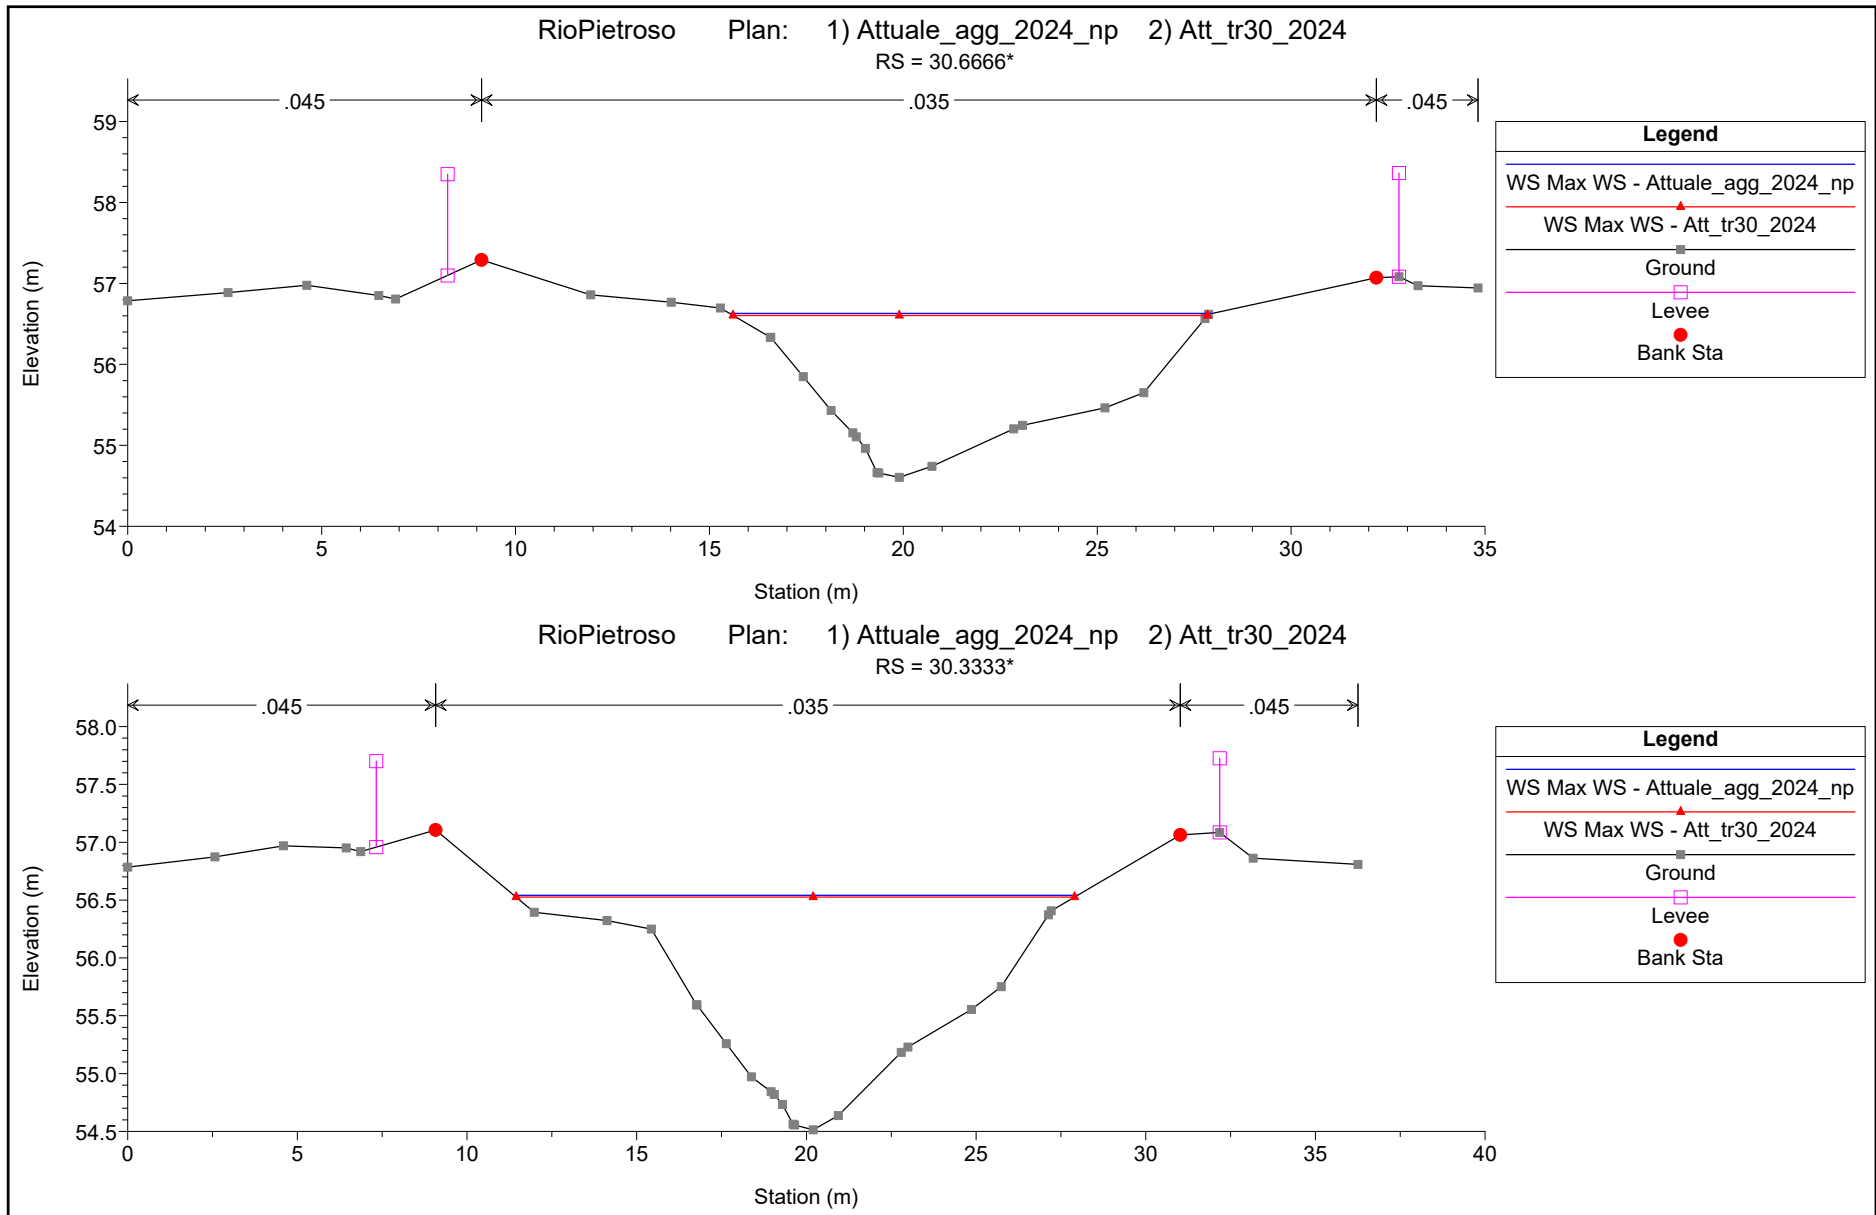 RioPietroso Plan: 1) Attuale_agg_2024_np 2) Att_tr30_2024
RS = 30.6666*
.045 .035 .045
59
58
57
56
55
54
Elevation (m)
0 5 10 15 20 25 30 35
Station (m)
Legend
WS Max WS - Attuale_agg_2024_np
WS Max WS - Att_tr30_2024
Ground
Levee
Bank Sta
RioPietroso Plan: 1) Attuale_agg_2024_np 2) Att_tr30_2024
RS = 30.3333*
.045 .035 .045
58.0
57.5
57.0
56.5
56.0
55.5
55.0
54.5
Elevation (m)
0 5 10 15 20 25 30 35 40
Station (m)
Legend
WS Max WS - Attuale_agg_2024_np
WS Max WS - Att_tr30_2024
Ground
Levee
Bank Sta